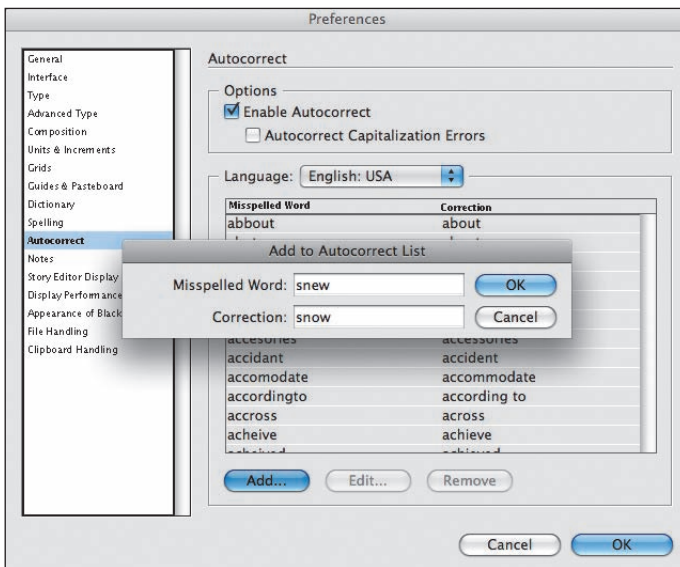 Preferences
General
Interface
Type
Advanced Type
Composition
Units & Increments
Grids
Guides & Pasteboard
Dictionary
Spelling
Autocorrect
Notes
Story Editor Display
Display Performance
Appearance of Black
File Handling
Clipboard Handling
Autocorrect
Options
Enable Autocorrect
Autocorrect Capitalization Errors
Language: English: USA
Misspelled Word Correction
abbout about
Add to Autocorrect List
Misspelled Word: snew OK
Correction: snow Cancel
accesories accessories
accidant accident
accomodate accommodate
accordingto according to
accross across
acheive achieve
Add... Edit... Remove
Cancel OK